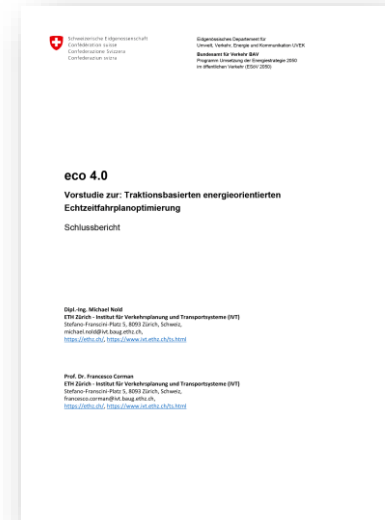 Schweizerische Eidgenossenschaft
Confédération suisse
Confederazione Svizzera
Confederaziun svizra
Eidgenössisches Departement für
Umwelt, Verkehr, Energie und Kommunikation UVEK
Bundesamt für Verkehr BAV
Programm Umsetzung der Energiestrategie 2050
im öffentlichen Verkehr (ESöV 2050)
eco 4.0
Vorstudie zur: Traktionsbasierten energieorientierten
Echtzeitfahrplanoptimierung
Schlussbericht
Dipl.-Ing. Michael Nold
ETH Zürich - Institut für Verkehrsplanung und Transportsysteme (IVT)
Stefano-Franscini-Platz 5, 8093 Zürich, Schweiz,
michael.nold@ivt.baug.ethz.ch,
https://ethz.ch/, https://www.ivt.ethz.ch/ts.html
Prof. Dr. Francesco Corman
ETH Zürich - Institut für Verkehrsplanung und Transportsysteme (IVT)
Stefano-Franscini-Platz 5, 8093 Zürich, Schweiz,
francesco.corman@ivt.baug.ethz.ch,
https://ethz.ch/, https://www.ivt.ethz.ch/ts.html